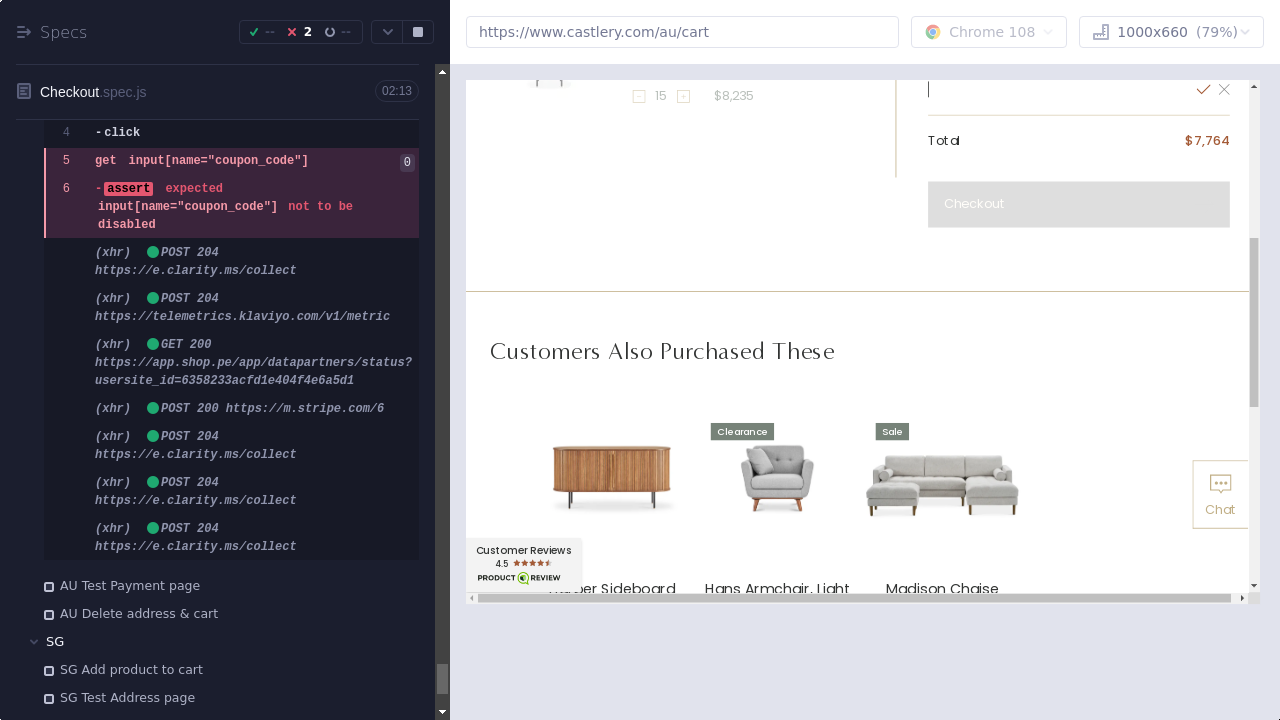 Specs
--
2
--
Checkout.spec.js
02:13
4 -click
5 get input[name="coupon_code"]
0
6 -assert expected
input[name="coupon_code"] not to be
disabled
(xhr) POST 204
https://e.clarity.ms/collect
(xhr) POST 204
https://telemetrics.klaviyo.com/v1/metric
(xhr) GET 200
https://app.shop.pe/app/datapartners/status?
usersite_id=6358233acfd1e404f4e6a5d1
(xhr) POST 200 https://m.stripe.com/6
(xhr) POST 204
https://e.clarity.ms/collect
(xhr) POST 204
https://e.clarity.ms/collect
(xhr) POST 204
https://e.clarity.ms/collect
AU Test Payment page
AU Delete address & cart
SG
SG Add product to cart
SG Test Address page
https://www.castlery.com/au/cart
Chrome 108
1000x660 (79%)
15
$8,235
Total
$7,764
Checkout
Customers Also Purchased These
Clearance
Sale
Chat
Customer Reviews
4.5
PRODUCT REVIEW
Sideboard
Hans Armchair, Light
Madison Chaise